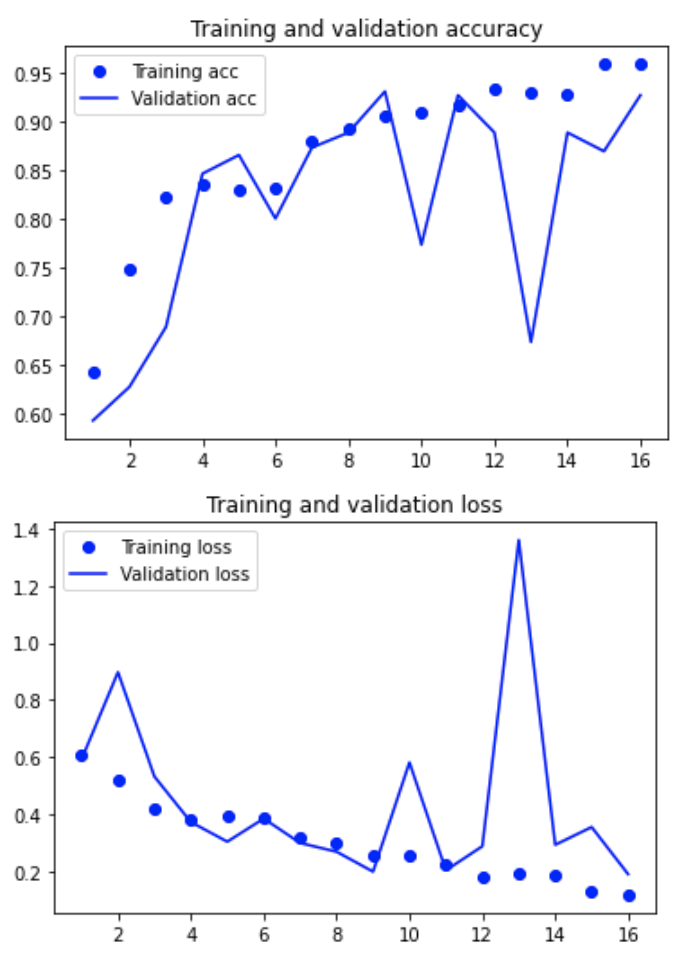 Training and validation accuracy
Training acc
Validation acc
0.95
0.90
0.85
0.80
0.75
0.70
0.65
0.60
2 4 6 8 10 12 14 16
Training and validation loss
Training loss
Validation loss
1.4
1.2
1.0
0.8
0.6
0.4
0.2
2 4 6 8 10 12 14 16